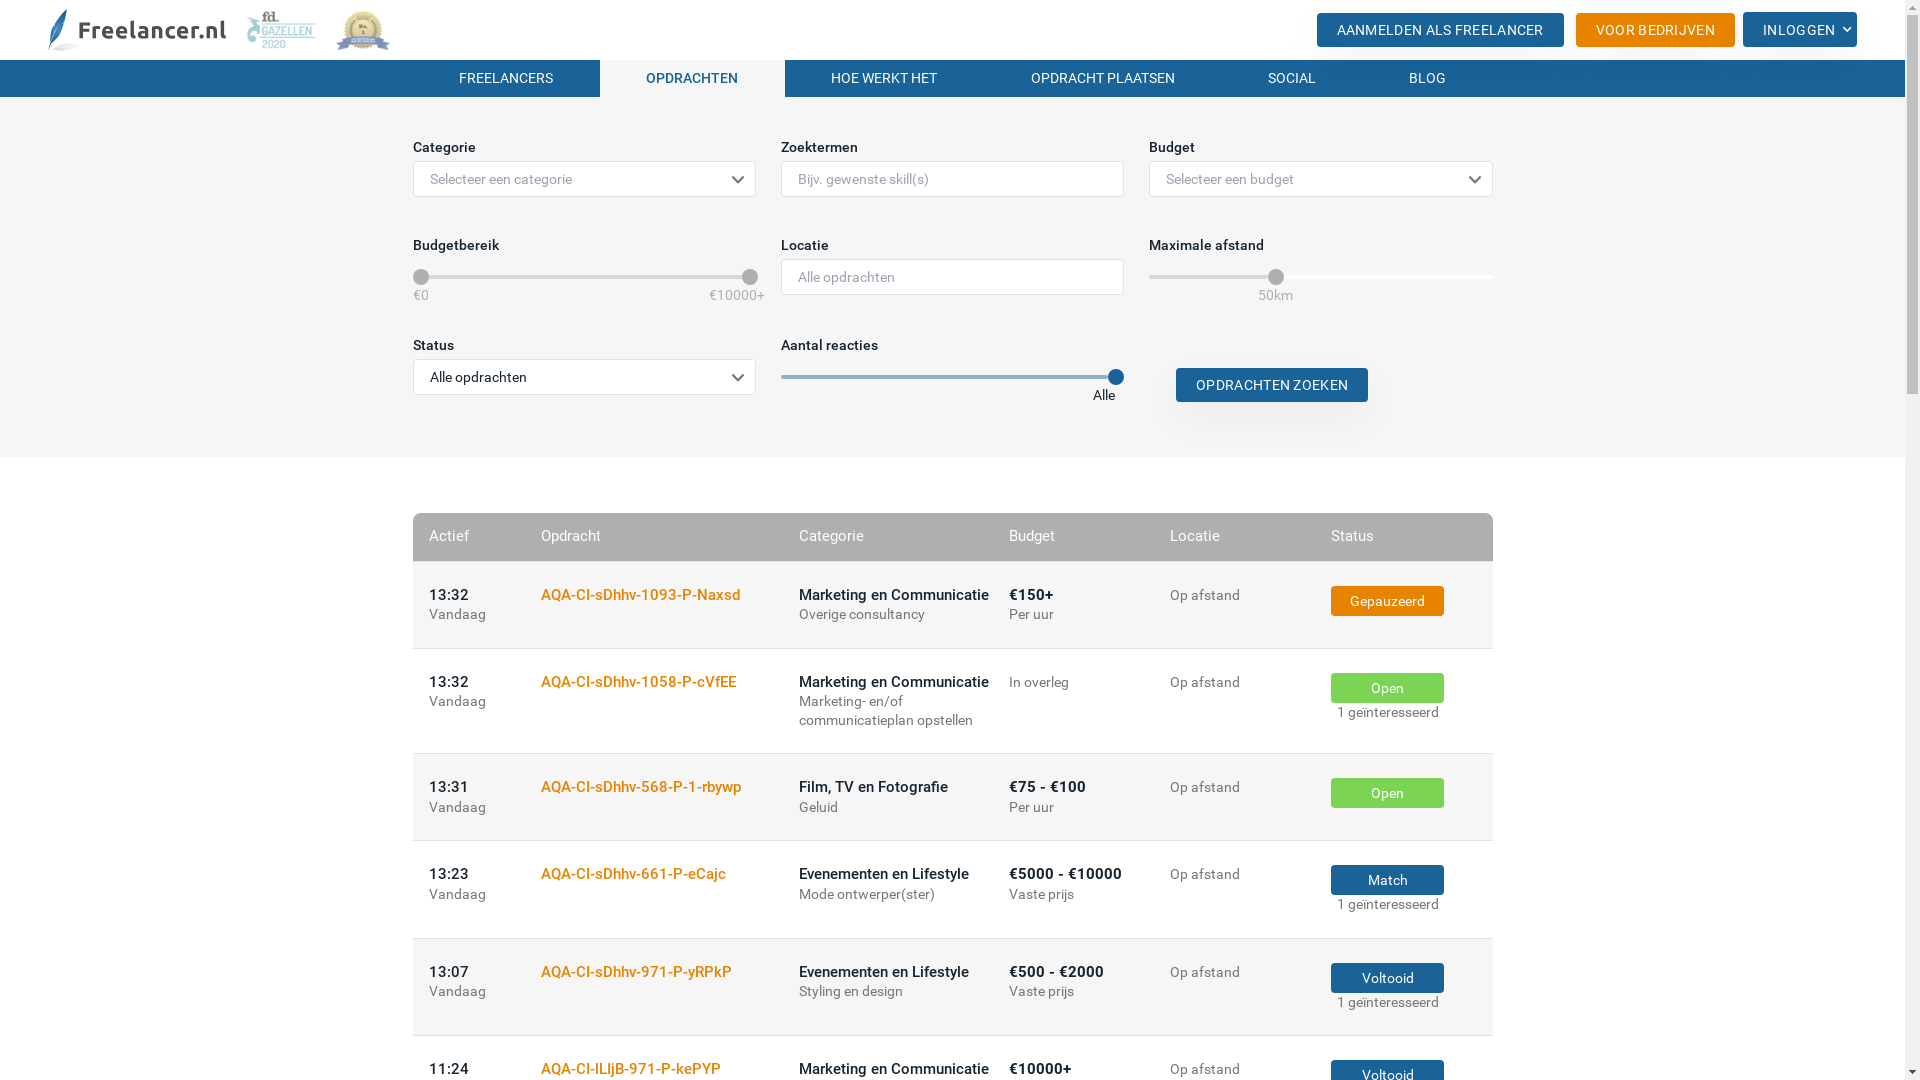 Freelancer.nl
fd.
GAZELLEN
2020
AANMELDEN ALS FREELANCER
VOOR BEDRIJVEN
INLOGGEN
FREELANCERS
OPDRACHTEN
HOE WERKT HET
OPDRACHT PLAATSEN
SOCIAL
BLOG
Categorie
Zoektermen
Budget
Selecteer een categorie
Bijv. gewenste skill(s)
Selecteer een budget
Budgetbereik
Locatie
Maximale afstand
Alle opdrachten
€0
€10000+
50km
Status
Aantal reacties
Alle opdrachten
Alle
OPDRACHTEN ZOEKEN
Actief Opdracht Categorie Budget Locatie Status
13:32 AQA-CI-sDhhv-1093-P-Naxsd Marketing en Communicatie €150+ Op afstand Gepauzeerd
Vandaag Overige consultancy Per uur
13:32 AQA-CI-sDhhv-1058-P-cVfEE Marketing en Communicatie In overleg Op afstand Open
Vandaag Marketing- en/of 1 geïnteresseerd
communicatieplan opstellen
13:31 AQA-CI-sDhhv-568-P-1-rbywp Film, TV en Fotografie €75 - €100 Op afstand Open
Vandaag Geluid Per uur
13:23 AQA-CI-sDhhv-661-P-eCajc Evenementen en Lifestyle €5000 - €10000 Op afstand Match
Vandaag Mode ontwerper(ster) Vaste prijs 1 geïnteresseerd
13:07 AQA-CI-sDhhv-971-P-yRPkP Evenementen en Lifestyle €500 - €2000 Op afstand Voltooid
Vandaag Styling en design Vaste prijs 1 geïnteresseerd
11:24 AQA-CI-lLIjB-971-P-kePYP Marketing en Communicatie €10000+ Op afstand Voltooid